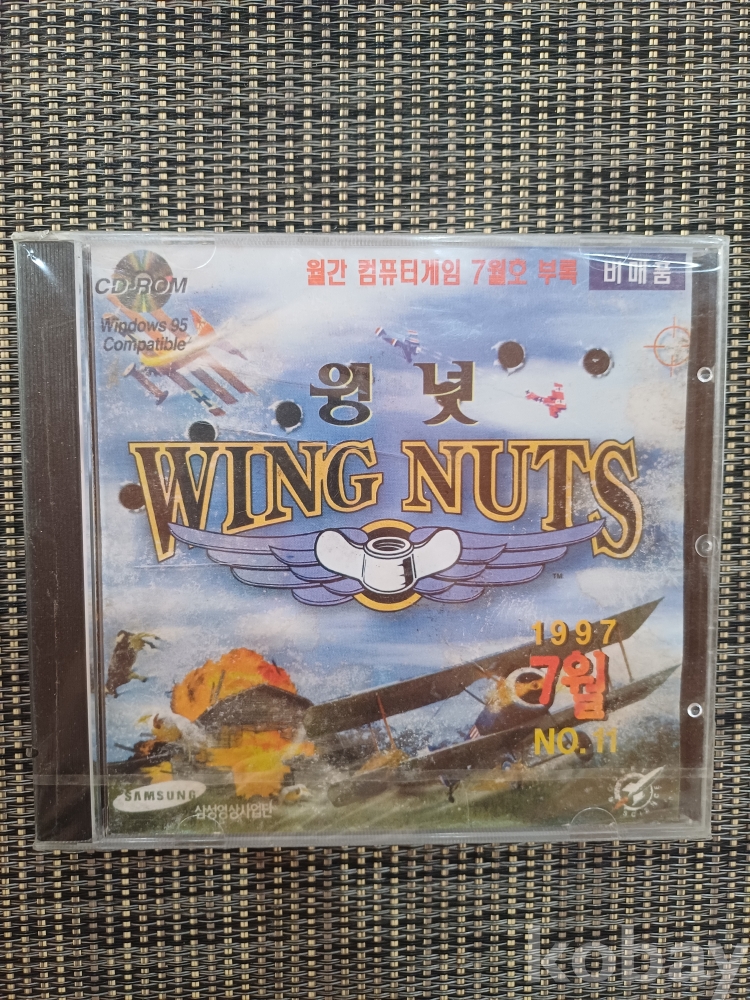 월간 컴퓨터게임 7월호 부록 비매품
CD-ROM
Windows 95
Compatible
윙 넛
WING NUTS
TM
1997
7월
NO. 11
SAMSUNG
삼성영상사업단
kobay